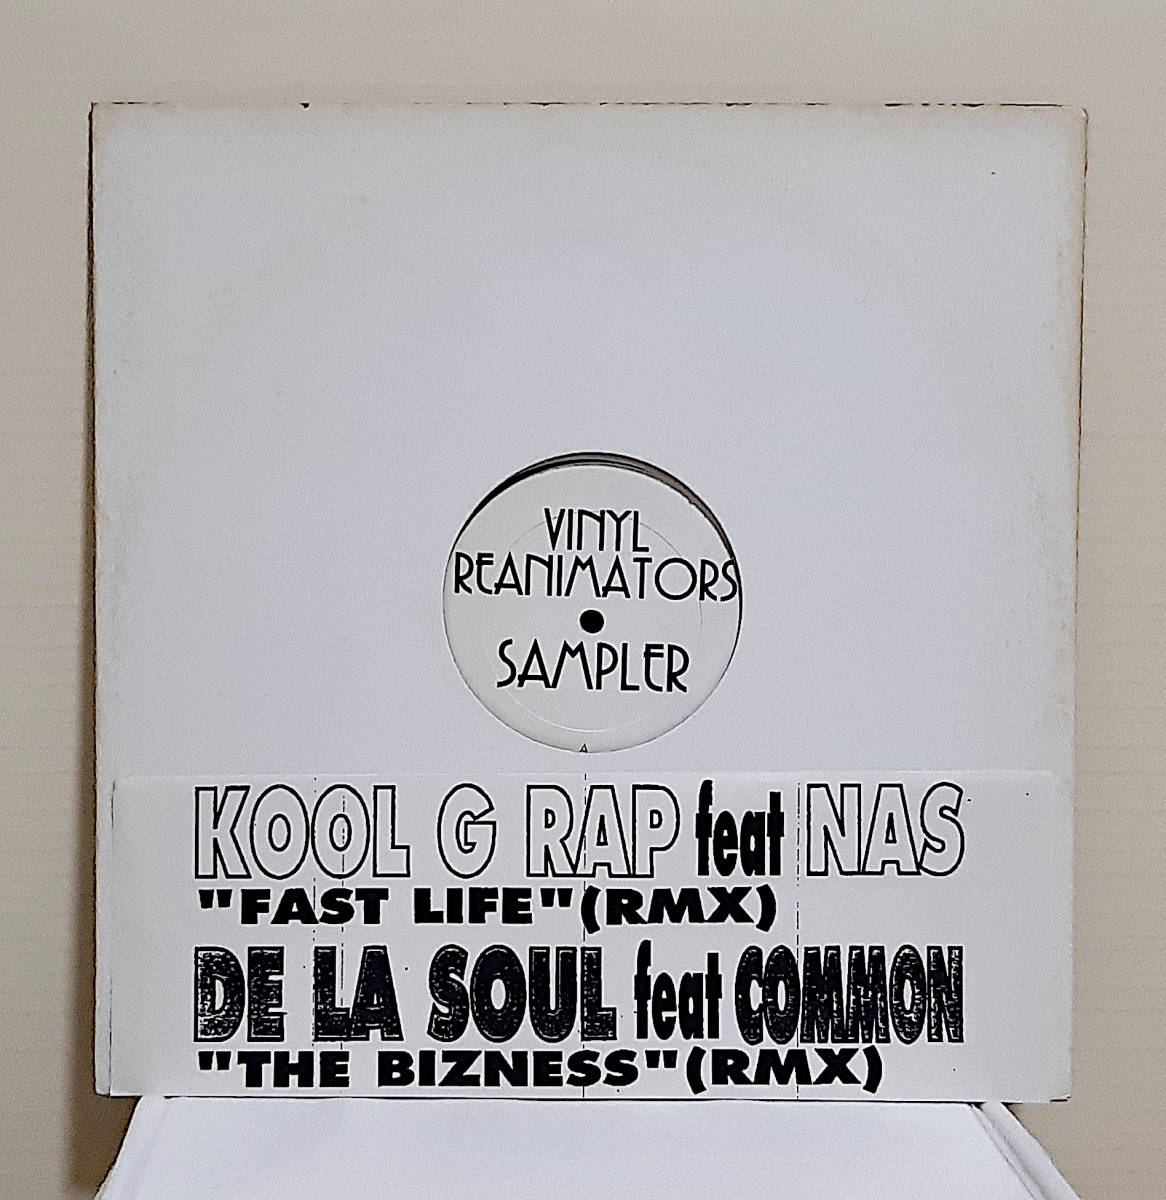 VINYL
REANIMATORS
SAMPLER
A
KOOL G RAP feat NAS
"FAST LIFE"(RMX)
DE LA SOUL feat COMMON
"THE BIZNESS"(RMX)